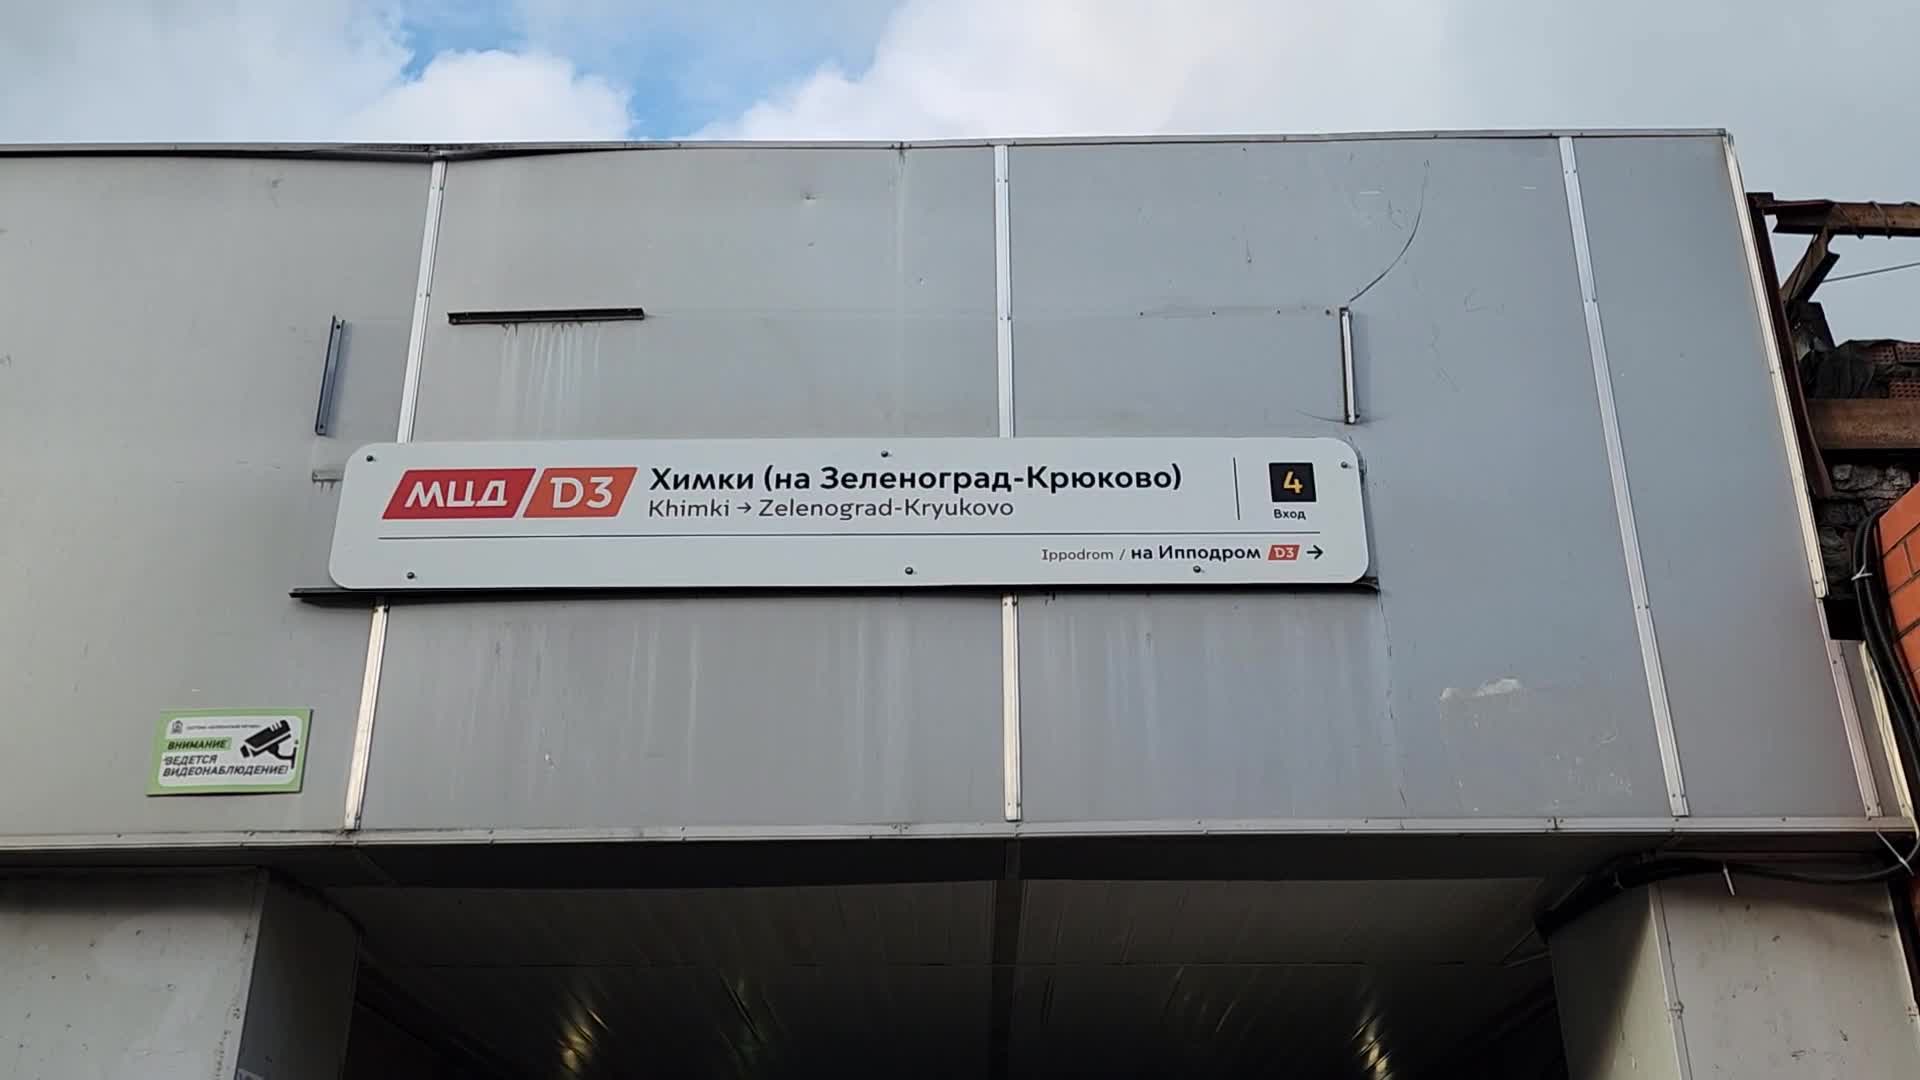 МЦД D3 Химки (на Зеленоград-Крюково) 4
Khimki → Zelenograd-Kryukovo Вход
Ippodrom / на Ипподром D3 →
ВНИМАНИЕ
ВЕДЕТСЯ
ВИДЕОНАБЛЮДЕНИЕ!